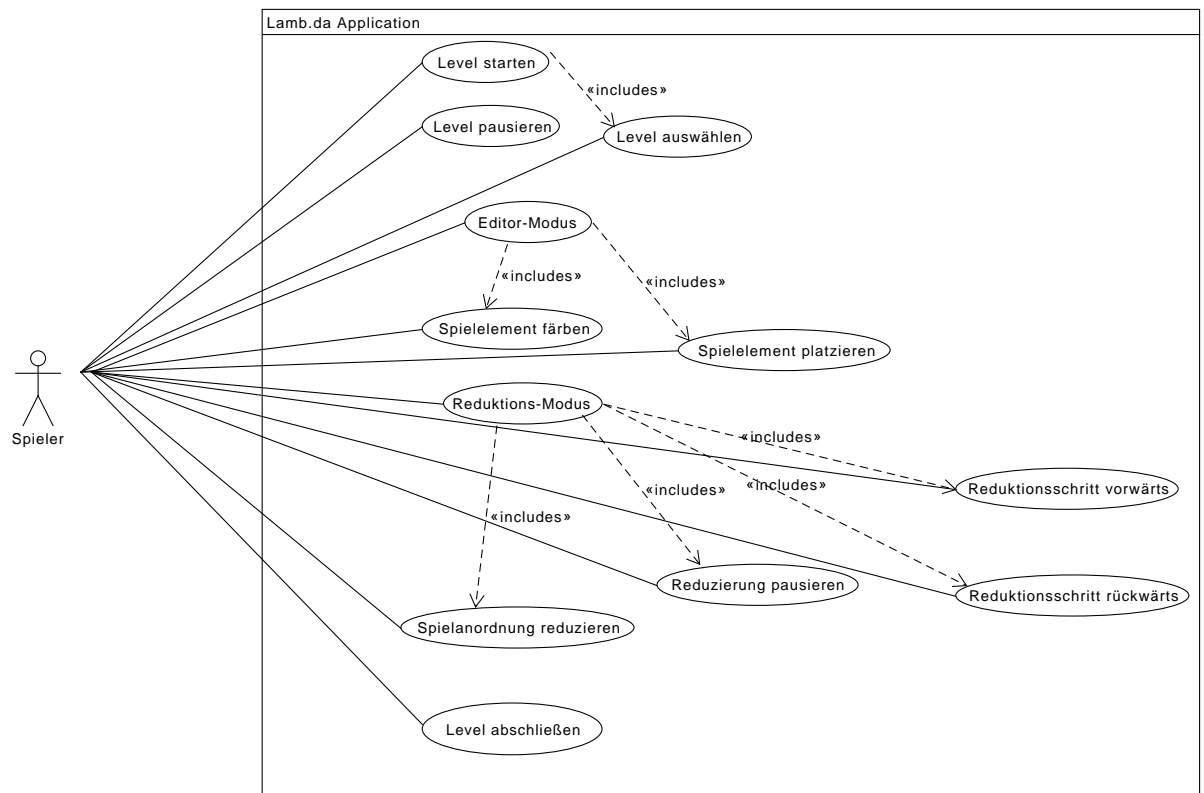 Lamb.da Application
Level starten
«includes»
Level pausieren
Level auswählen
Editor-Modus
«includes»
«includes»
Spielelement färben
Spielelement platzieren
Spieler
Reduktions-Modus
«includes»
«includes»
«includes»
«includes»
Reduktionsschritt vorwärts
Reduzierung pausieren
Reduktionsschritt rückwärts
Spielanordnung reduzieren
Level abschließen